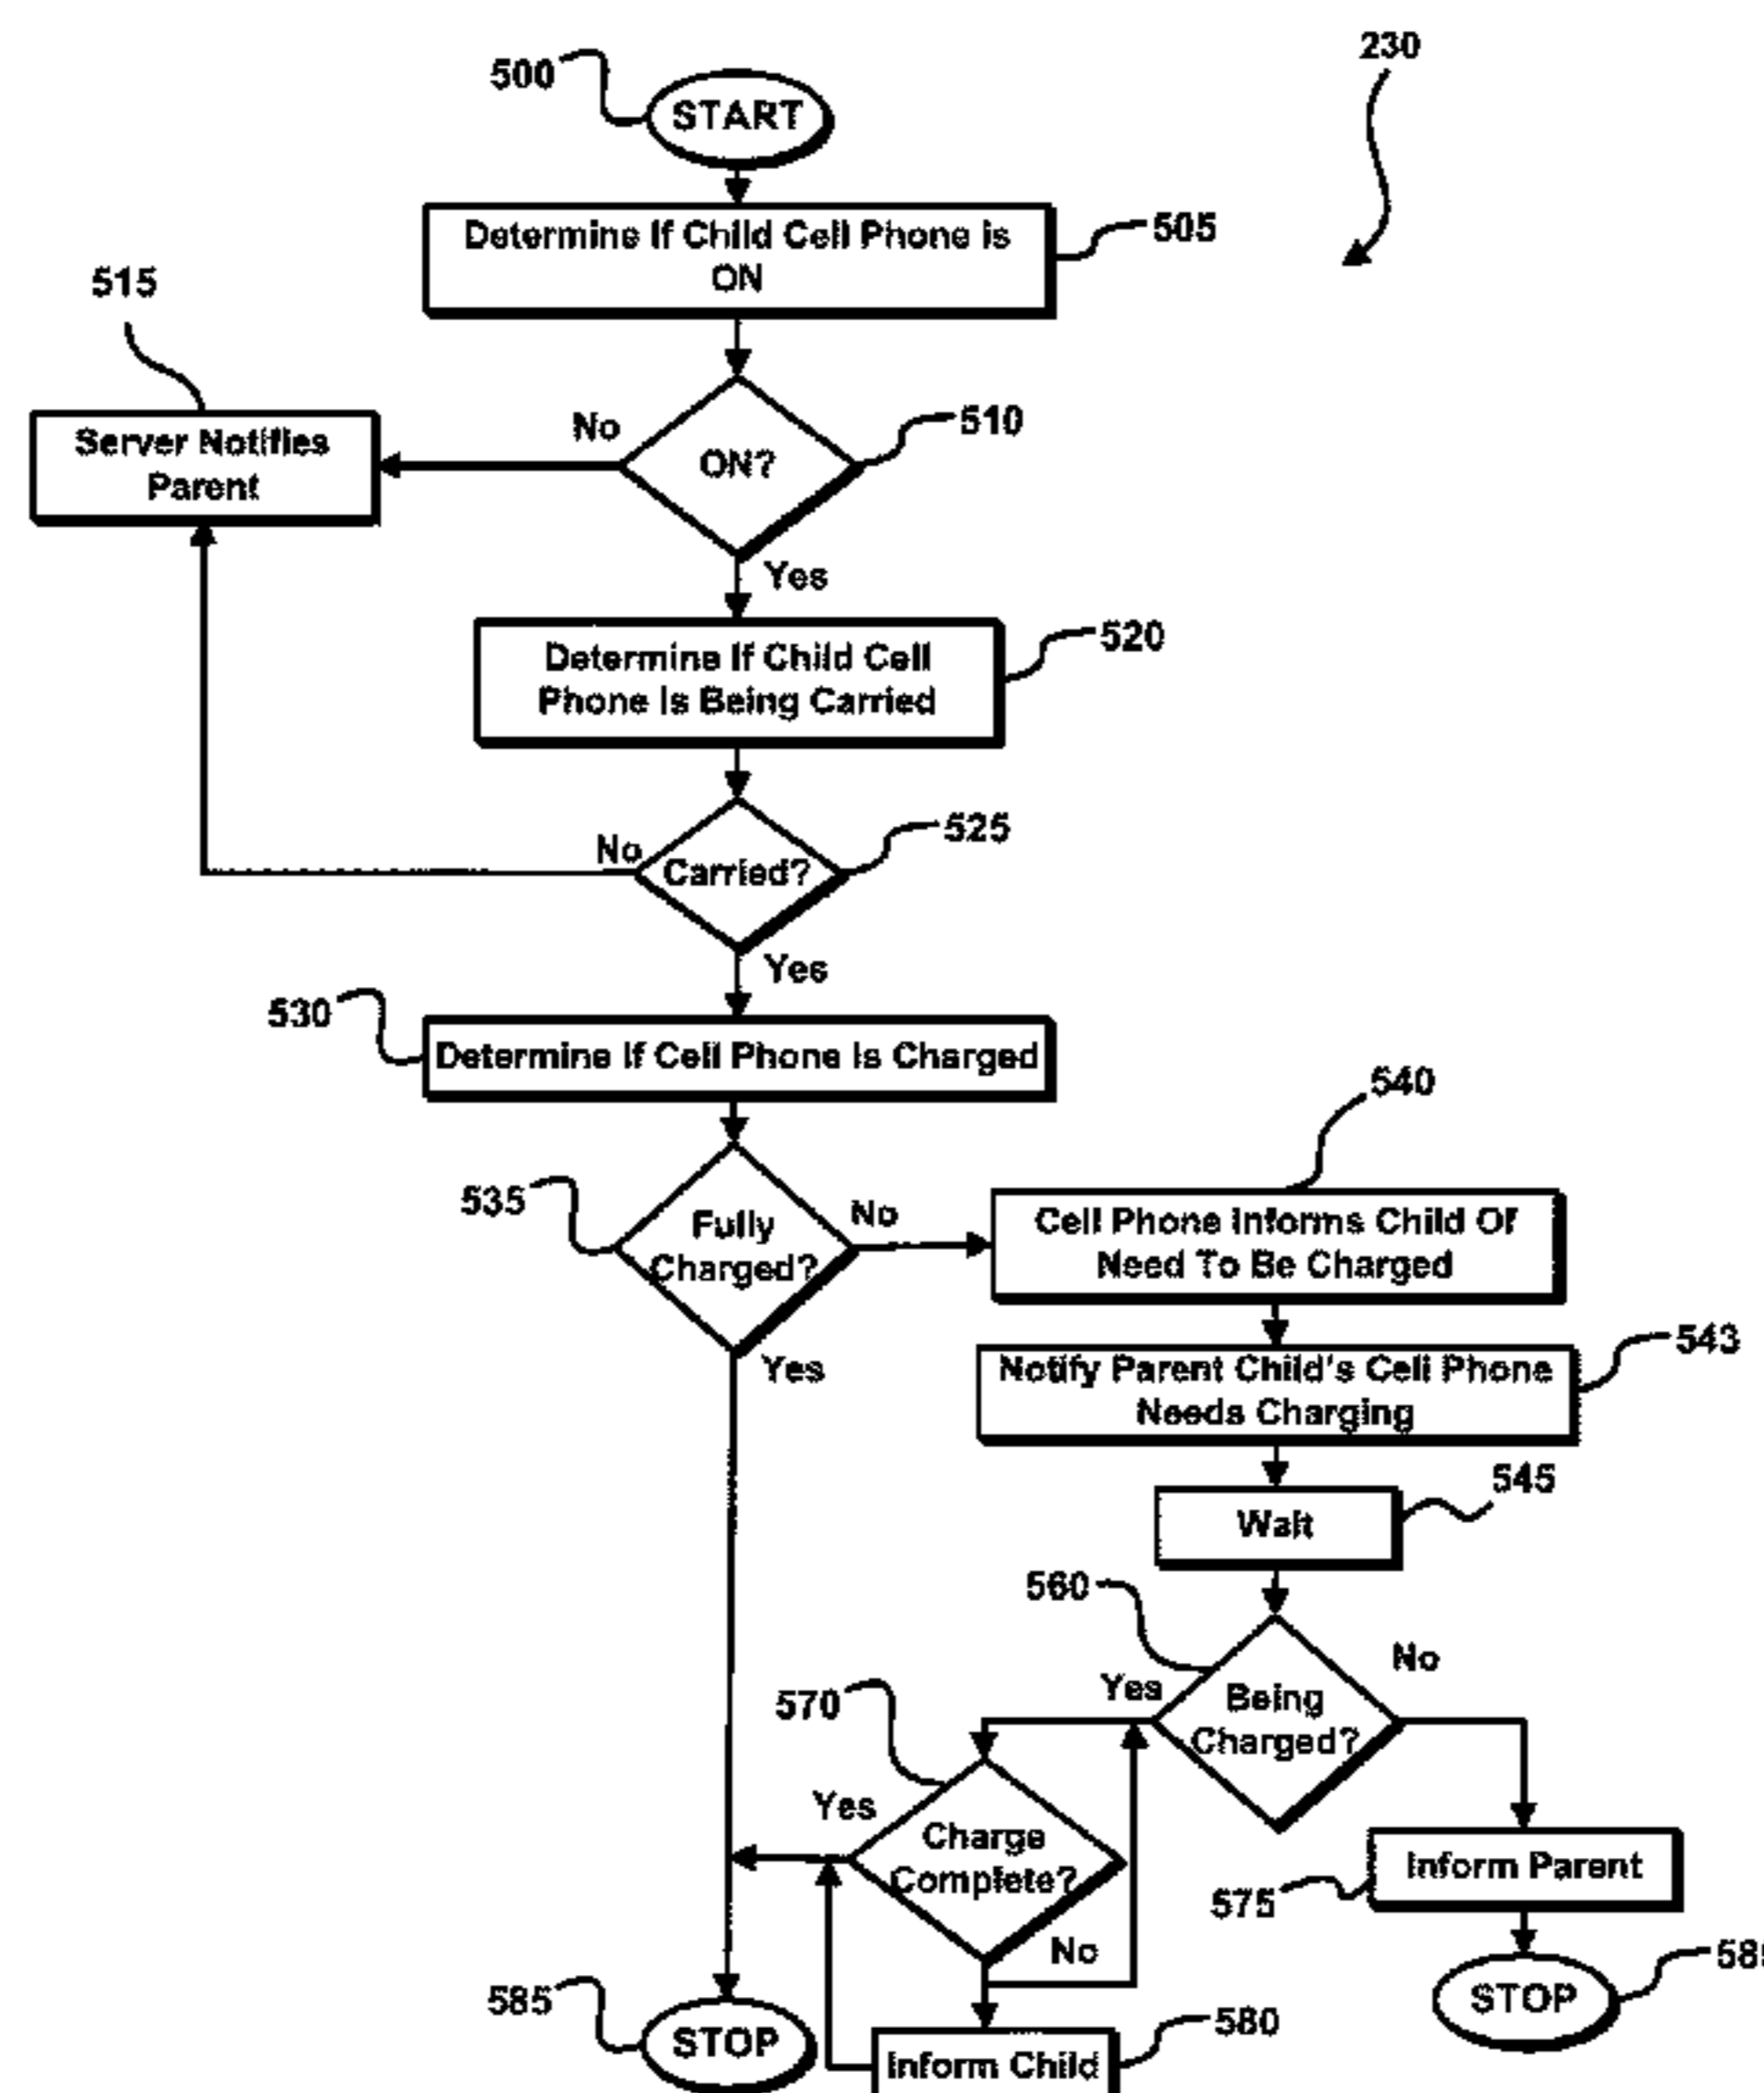 230
500
START
Determine If Child Cell Phone is
ON
505
515
Server Notifies
Parent
No
ON?
510
Yes
Determine If Child Cell
Phone Is Being Carried
520
No
Carried?
525
Yes
530
Determine If Cell Phone Is Charged
540
535
Fully
Charged?
No
Cell Phone Informs Child Of
Need To Be Charged
Yes
Notify Parent Child's Cell Phone
Needs Charging
543
Wait
545
560
Being
Charged?
Yes
No
570
Charge
Complete?
Yes
No
Inform Parent
575
585
STOP
Inform Child
580
STOP